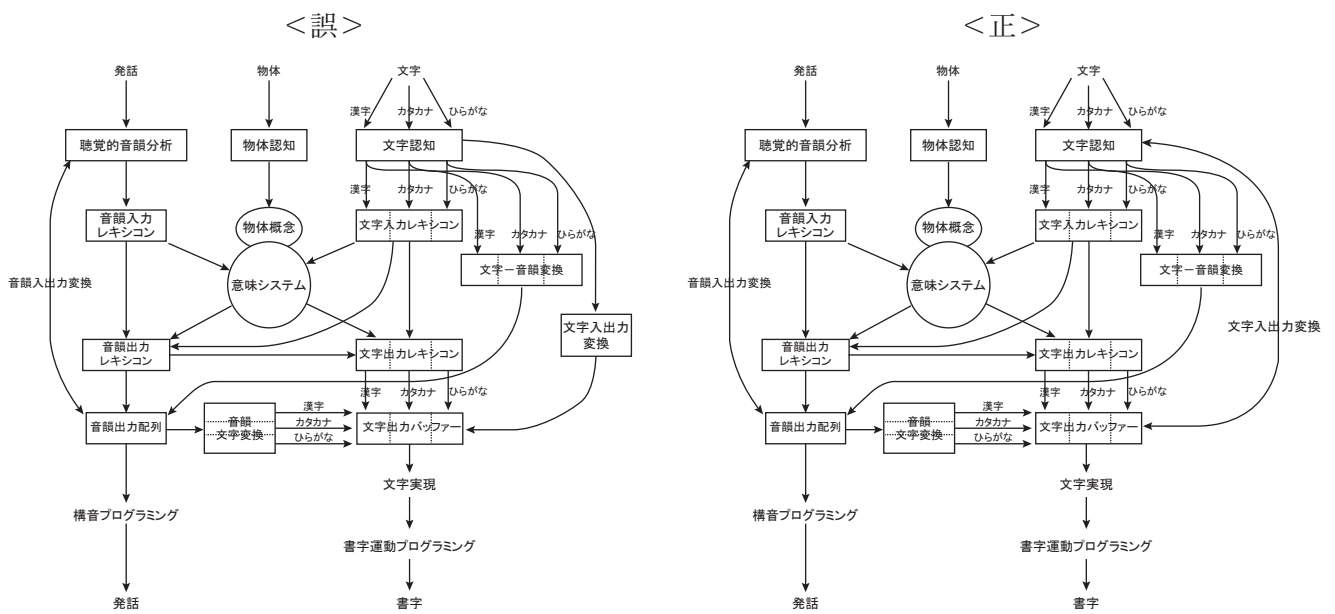 <誤>
発話
物体
文字
漢字
カタカナ
ひらがな
聴覚的音韻分析
物体認知
文字認知
漢字
カタカナ
ひらがな
音韻入力
レキシコン
物体概念
文字入力レキシコン
漢字
カタカナ
ひらがな
文字−音韻変換
音韻入出力変換
意味システム
文字入出力
変換
音韻出力
レキシコン
文字出力レキシコン
漢字
カタカナ
ひらがな
音韻出力配列
音韻
文字変換
漢字
カタカナ
ひらがな
文字出力バッファー
文字実現
構音プログラミング
書字運動プログラミング
発話
書字
<正>
発話
物体
文字
漢字
カタカナ
ひらがな
聴覚的音韻分析
物体認知
文字認知
漢字
カタカナ
ひらがな
音韻入力
レキシコン
物体概念
文字入力レキシコン
漢字
カタカナ
ひらがな
文字−音韻変換
音韻入出力変換
意味システム
文字入出力変換
音韻出力
レキシコン
文字出力レキシコン
漢字
カタカナ
ひらがな
音韻出力配列
音韻
文字変換
漢字
カタカナ
ひらがな
文字出力バッファー
文字実現
構音プログラミング
書字運動プログラミング
発話
書字